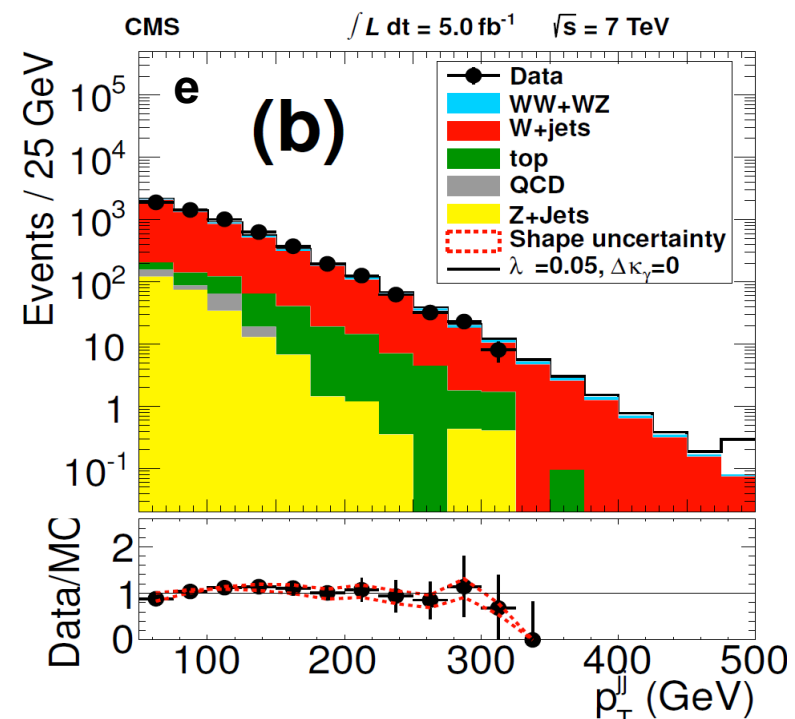 CMS ∫ L dt = 5.0 fb⁻¹ √s = 7 TeV
Events / 25 GeV
10⁵
10⁴
10³
10²
10
1
10⁻¹
e
(b)
Data
WW+WZ
W+jets
top
QCD
Z+Jets
Shape uncertainty
λ =0.05, Δκᵧ=0
Data/MC
2
1
0
100 200 300 400 500
p_T^jj (GeV)